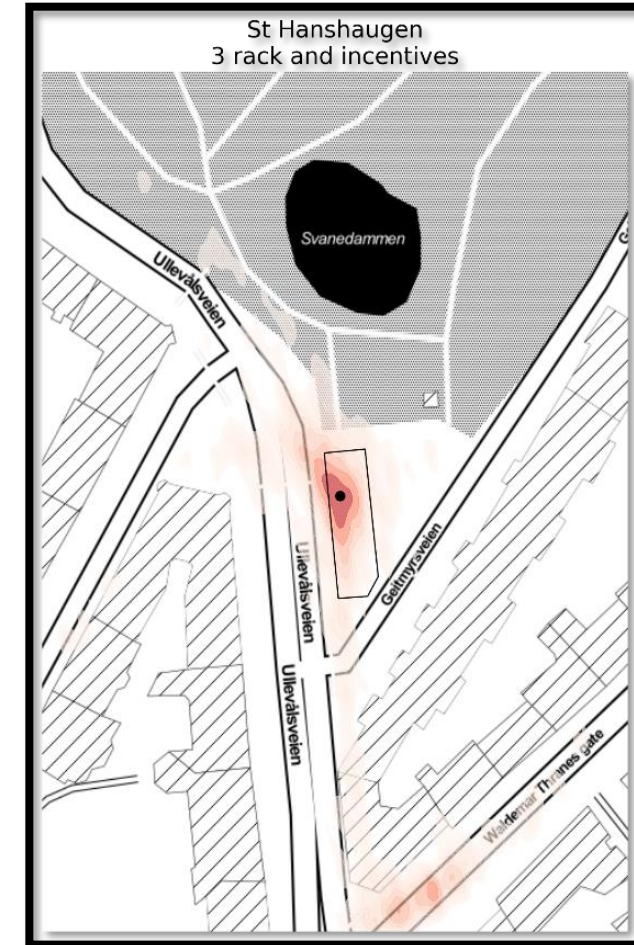 St Hanshaugen
3 rack and incentives
Svanedammen
Ullevålsveien
Ullevålsveien
Geitmyrsveien
Ullevålsveien
Waldemar Thranes gate